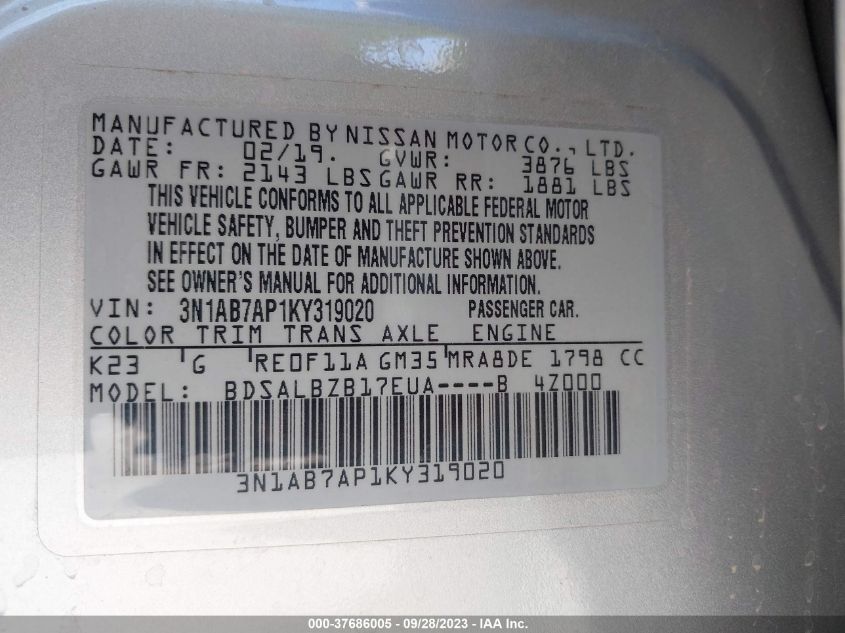 MANUFACTURED BY NISSAN MOTOR CO., LTD.
DATE: 02/19. GVWR: 3876 LBS
GAWR FR: 2143 LBS GAWR RR: 1881 LBS
THIS VEHICLE CONFORMS TO ALL APPLICABLE FEDERAL MOTOR
VEHICLE SAFETY, BUMPER AND THEFT PREVENTION STANDARDS
IN EFFECT ON THE DATE OF MANUFACTURE SHOWN ABOVE.
SEE OWNER'S MANUAL FOR ADDITIONAL INFORMATION.
VIN: 3N1AB7AP1KY319020 PASSENGER CAR.
COLOR TRIM TRANS AXLE ENGINE
K23 G RE0F11A GM35 MRA8DE 1798 CC
MODEL: BDSALBZB17EUA----B 4Z000
3N1AB7AP1KY319020
000-37686005 - 09/28/2023 - IAA Inc.